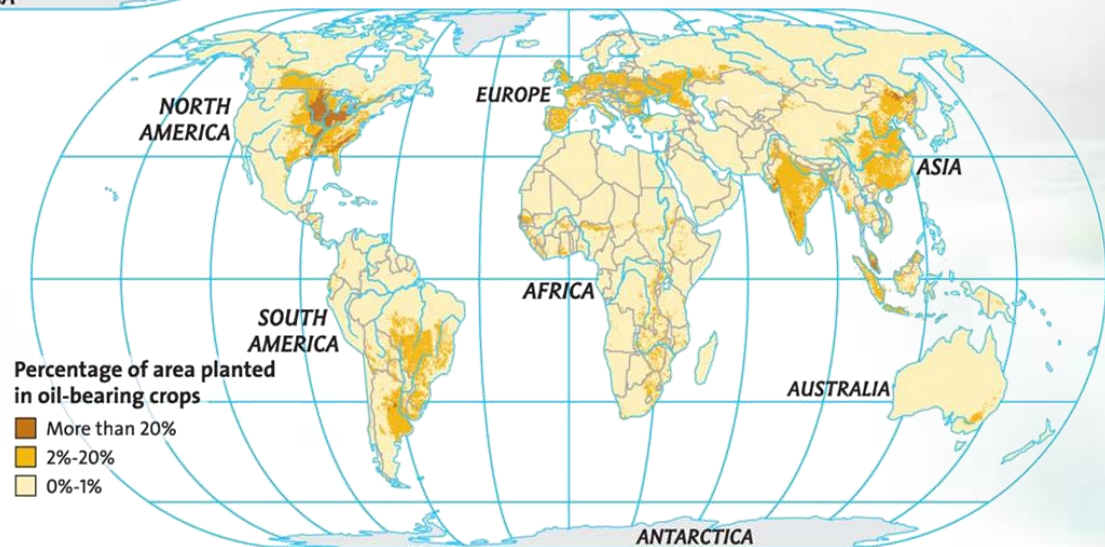 NORTH
AMERICA
EUROPE
ASIA
AFRICA
SOUTH
AMERICA
AUSTRALIA
Percentage of area planted
in oil-bearing crops
More than 20%
2%-20%
0%-1%
ANTARCTICA